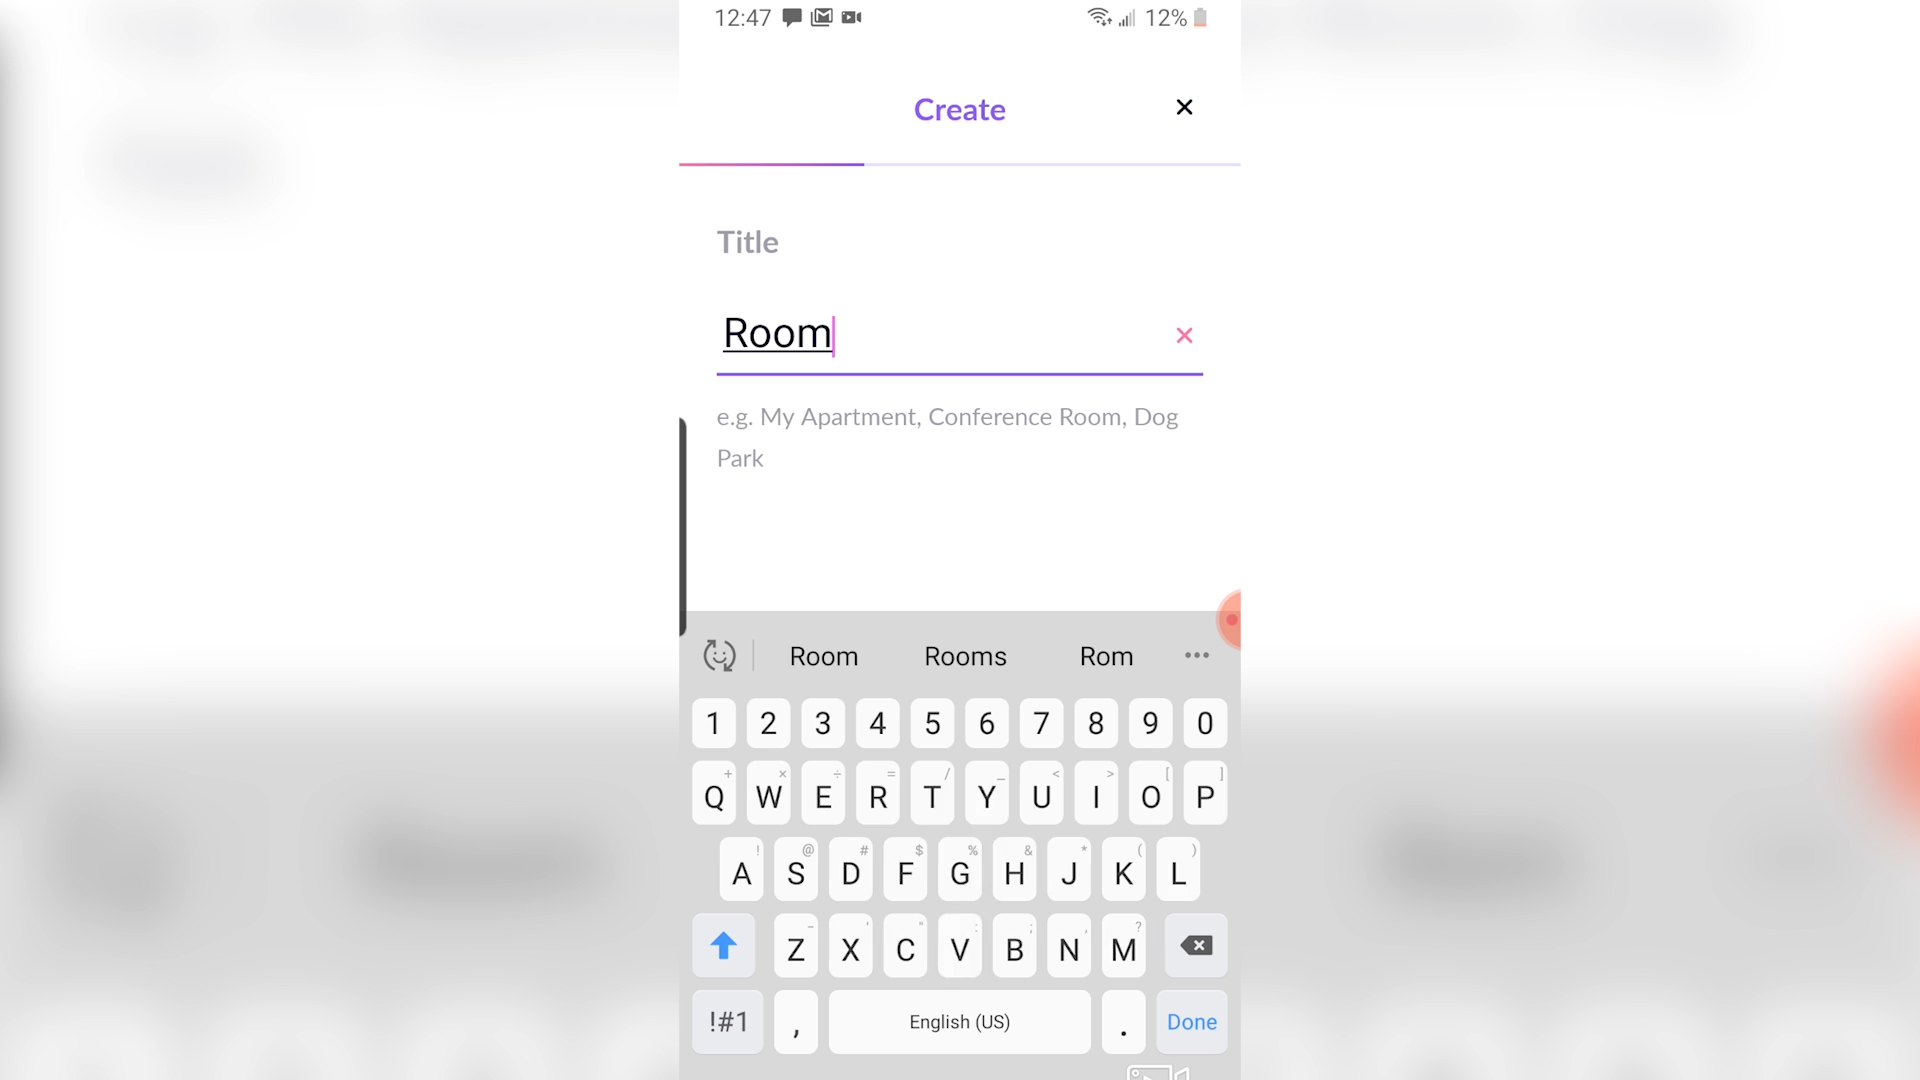 12:47 12%
Create
Title
Room
e.g. My Apartment, Conference Room, Dog
Park
Room Rooms Rom
1 2 3 4 5 6 7 8 9 0
+ × ÷ = / _ < > [ ]
Q W E R T Y U I O P
! @ # $ % & * ( )
A S D F G H J K L
- ' " : ; , ?
Z X C V B N M
!#1 , English (US) . Done